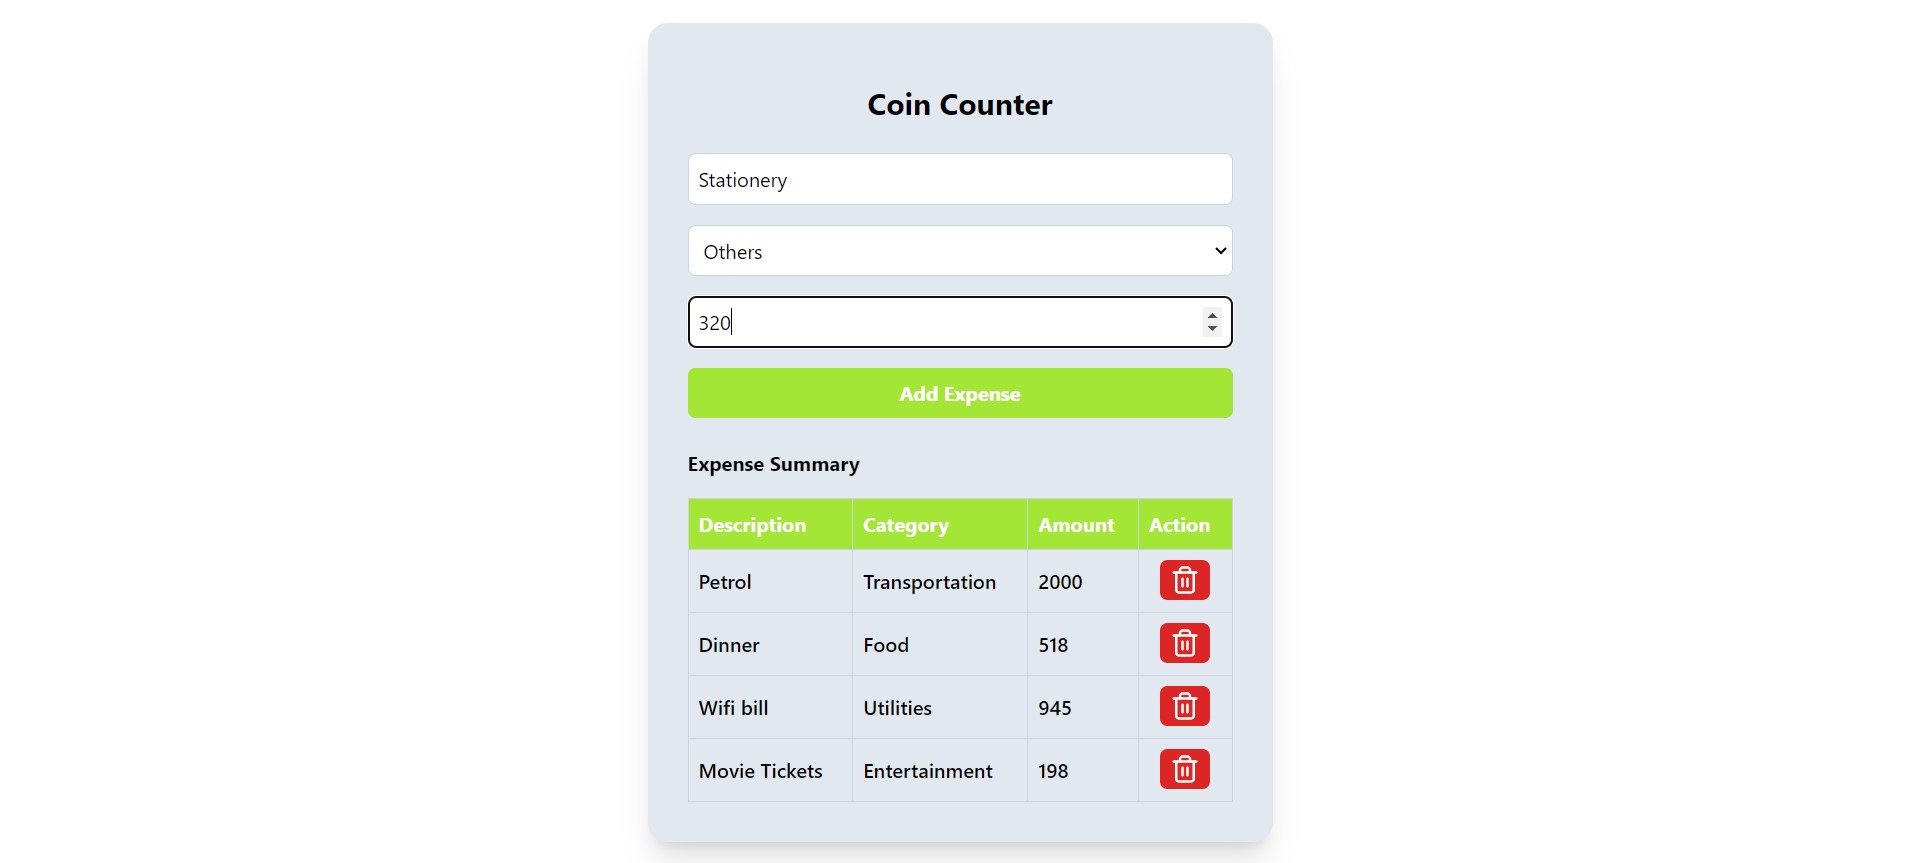 Coin Counter
Stationery
Others
320
Add Expense
Expense Summary
Description Category Amount Action
Petrol Transportation 2000
Dinner Food 518
Wifi bill Utilities 945
Movie Tickets Entertainment 198